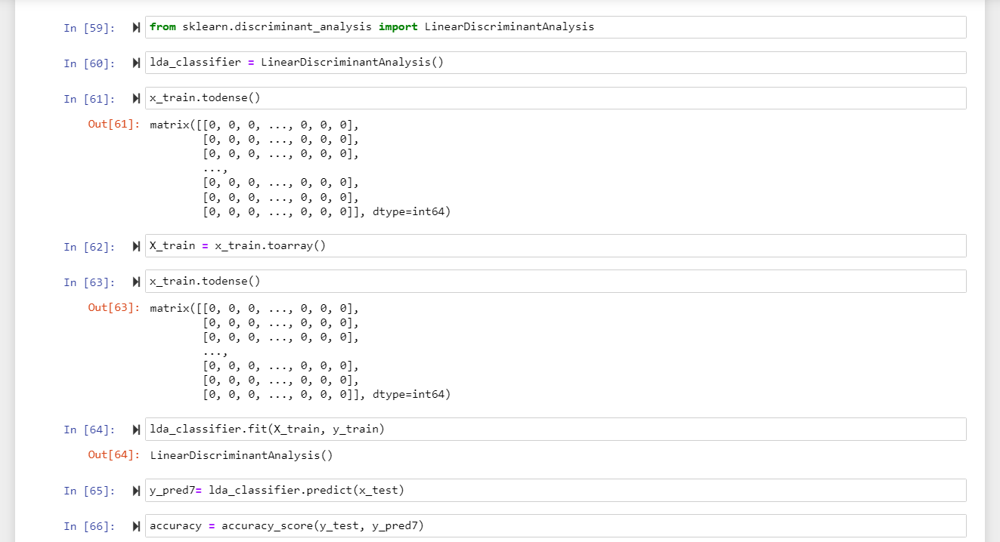 In [59]: from sklearn.discriminant_analysis import LinearDiscriminantAnalysis
In [60]: lda_classifier = LinearDiscriminantAnalysis()
In [61]: x_train.todense()
Out[61]: matrix([[0, 0, 0, ..., 0, 0, 0],
[0, 0, 0, ..., 0, 0, 0],
[0, 0, 0, ..., 0, 0, 0],
...,
[0, 0, 0, ..., 0, 0, 0],
[0, 0, 0, ..., 0, 0, 0],
[0, 0, 0, ..., 0, 0, 0]], dtype=int64)
In [62]: X_train = x_train.toarray()
In [63]: x_train.todense()
Out[63]: matrix([[0, 0, 0, ..., 0, 0, 0],
[0, 0, 0, ..., 0, 0, 0],
[0, 0, 0, ..., 0, 0, 0],
...,
[0, 0, 0, ..., 0, 0, 0],
[0, 0, 0, ..., 0, 0, 0],
[0, 0, 0, ..., 0, 0, 0]], dtype=int64)
In [64]: lda_classifier.fit(X_train, y_train)
Out[64]: LinearDiscriminantAnalysis()
In [65]: y_pred7= lda_classifier.predict(x_test)
In [66]: accuracy = accuracy_score(y_test, y_pred7)